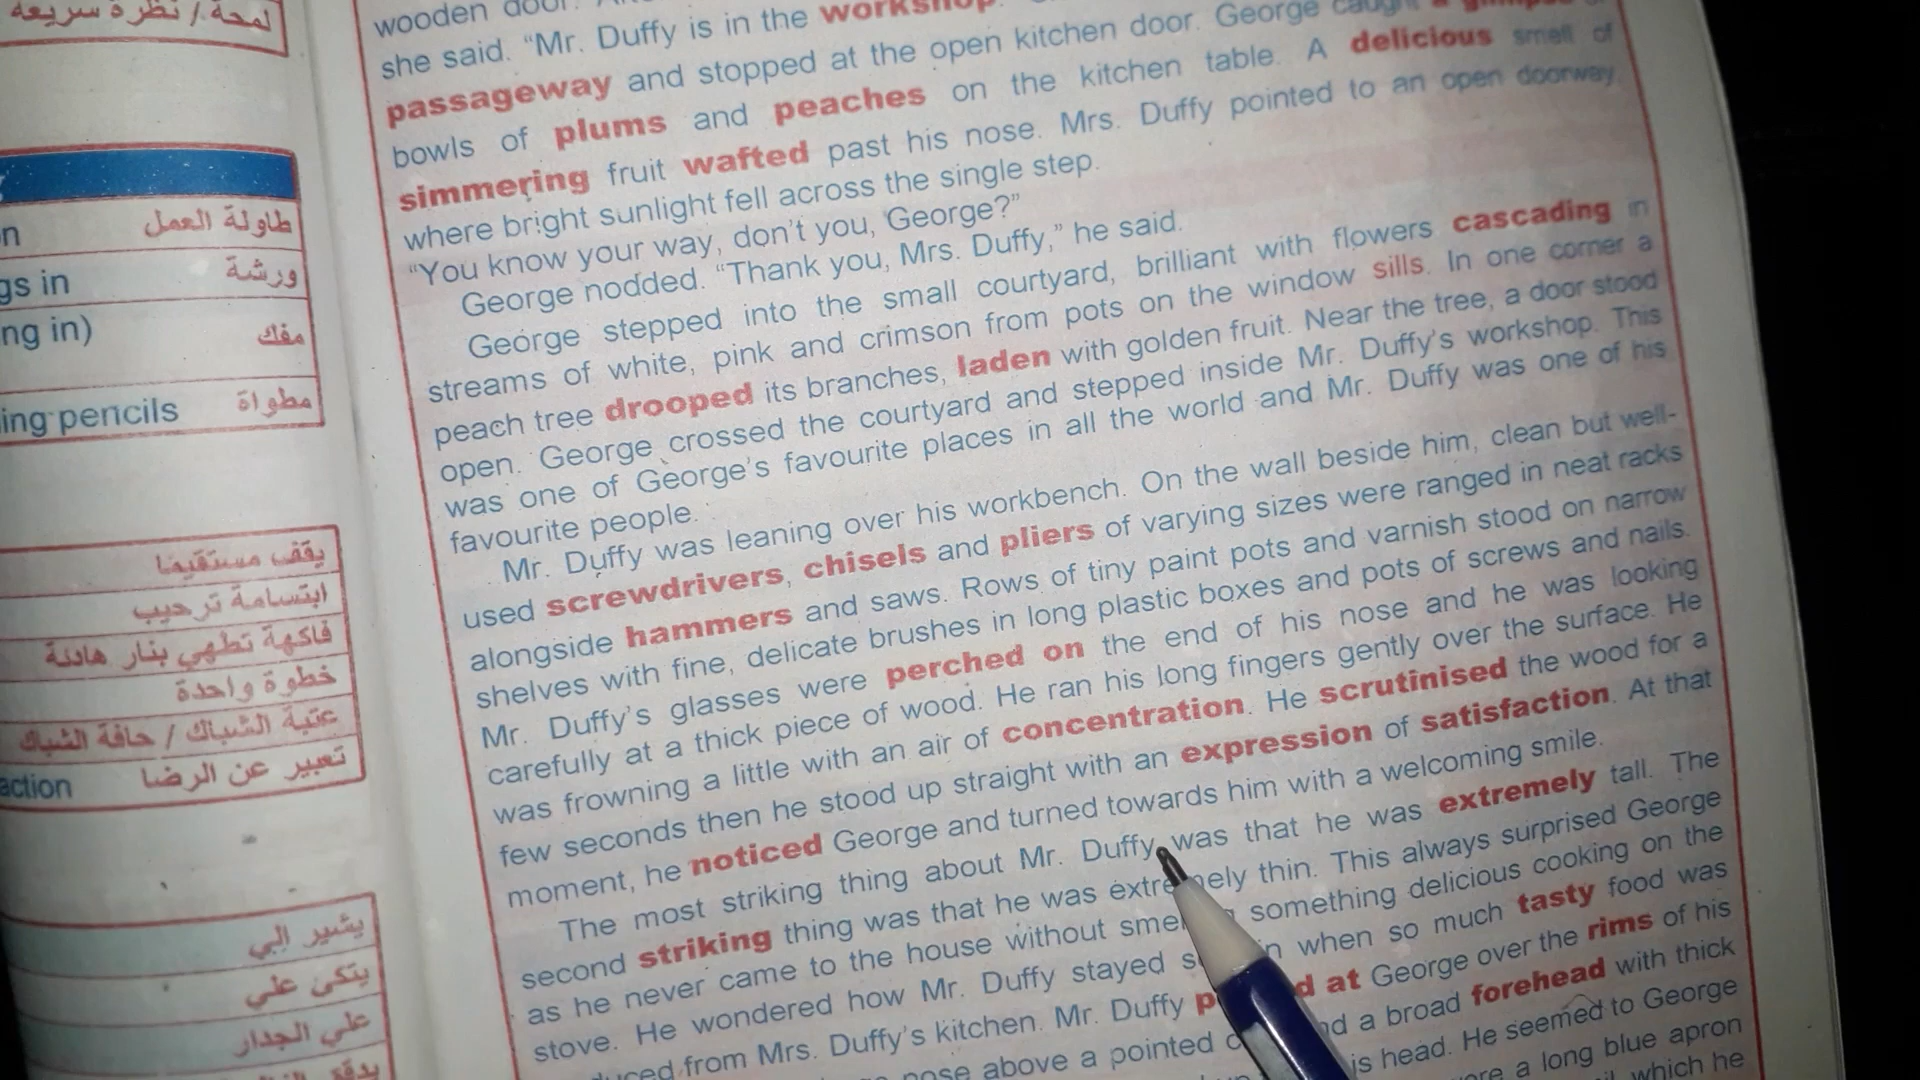 لمحة / نظرة سريعة
طاولة العمل
gs in ورشة
ng in) مفك
ing pencils مطواة
يقف مستقيما
ابتسامة ترحيب
فاكهة تطهي بنار هادئة
خطوة واحدة
عتبة الشباك / حافة الشباك
action تعبير عن الرضا
يشير إلي
يتكئ علي
علي الجدار
wooden door.
she said. “Mr. Duffy is in the workshop.
passageway and stopped at the open kitchen door. George caught a glimpse of
bowls of plums and peaches on the kitchen table. A delicious smell of
simmering fruit wafted past his nose. Mrs. Duffy pointed to an open doorway
where bright sunlight fell across the single step.
“You know your way, don’t you, George?”
George nodded. “Thank you, Mrs. Duffy,” he said.
George stepped into the small courtyard, brilliant with flowers cascading in
streams of white, pink and crimson from pots on the window sills. In one corner a
peach tree drooped its branches, laden with golden fruit. Near the tree, a door stood
open. George crossed the courtyard and stepped inside Mr. Duffy’s workshop. This
was one of George’s favourite places in all the world and Mr. Duffy was one of his
favourite people.
Mr. Duffy was leaning over his workbench. On the wall beside him, clean but well-
used screwdrivers, chisels and pliers of varying sizes were ranged in neat racks
alongside hammers and saws. Rows of tiny paint pots and varnish stood on narrow
shelves with fine, delicate brushes in long plastic boxes and pots of screws and nails.
Mr. Duffy’s glasses were perched on the end of his nose and he was looking
carefully at a thick piece of wood. He ran his long fingers gently over the surface. He
was frowning a little with an air of concentration. He scrutinised the wood for a
few seconds then he stood up straight with an expression of satisfaction. At that
moment, he noticed George and turned towards him with a welcoming smile.
The most striking thing about Mr. Duffy was that he was extremely tall. The
second striking thing was that he was extremely thin. This always surprised George
as he never came to the house without something delicious cooking on the
stove. He wondered how Mr. Duffy stayed when so much tasty food was
from Mrs. Duffy’s kitchen. Mr. Duffy at George over the rims of his
nose above a pointed a broad forehead with thick
is head. He seemed to George
a long blue apron
which he